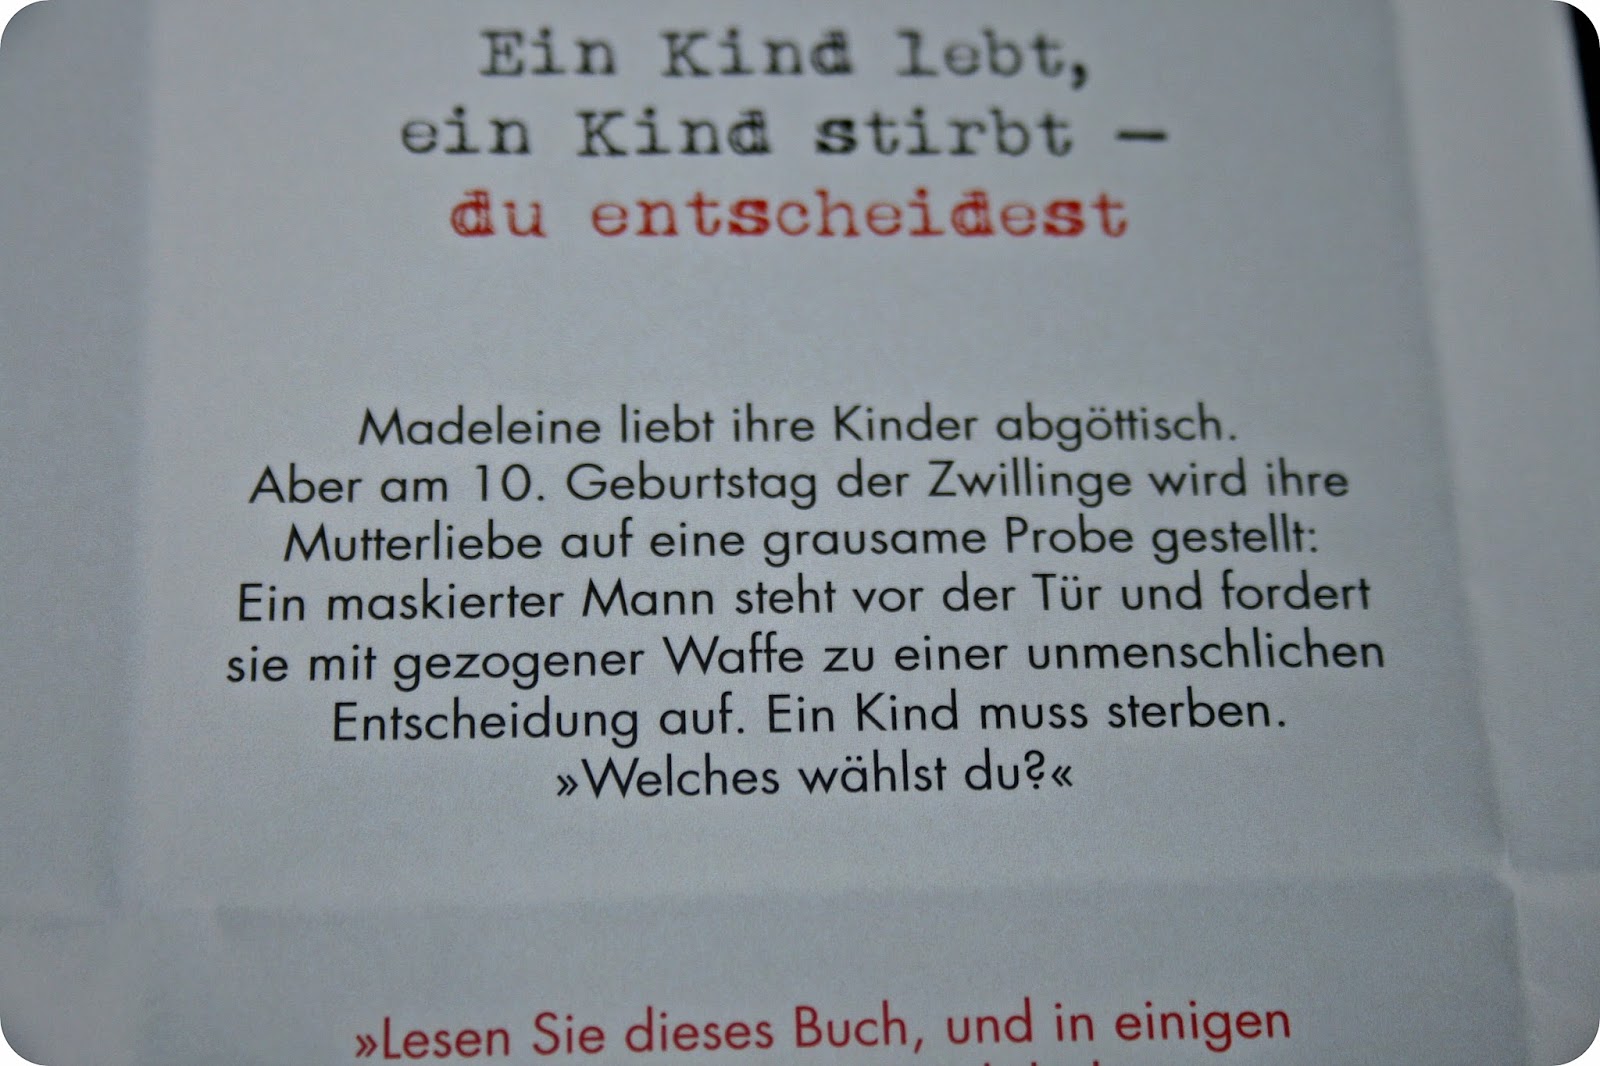 Ein Kind lebt,
ein Kind stirbt –
du entscheidest
Madeleine liebt ihre Kinder abgöttisch.
Aber am 10. Geburtstag der Zwillinge wird ihre
Mutterliebe auf eine grausame Probe gestellt:
Ein maskierter Mann steht vor der Tür und fordert
sie mit gezogener Waffe zu einer unmenschlichen
Entscheidung auf. Ein Kind muss sterben.
»Welches wählst du?«
»Lesen Sie dieses Buch, und in einigen